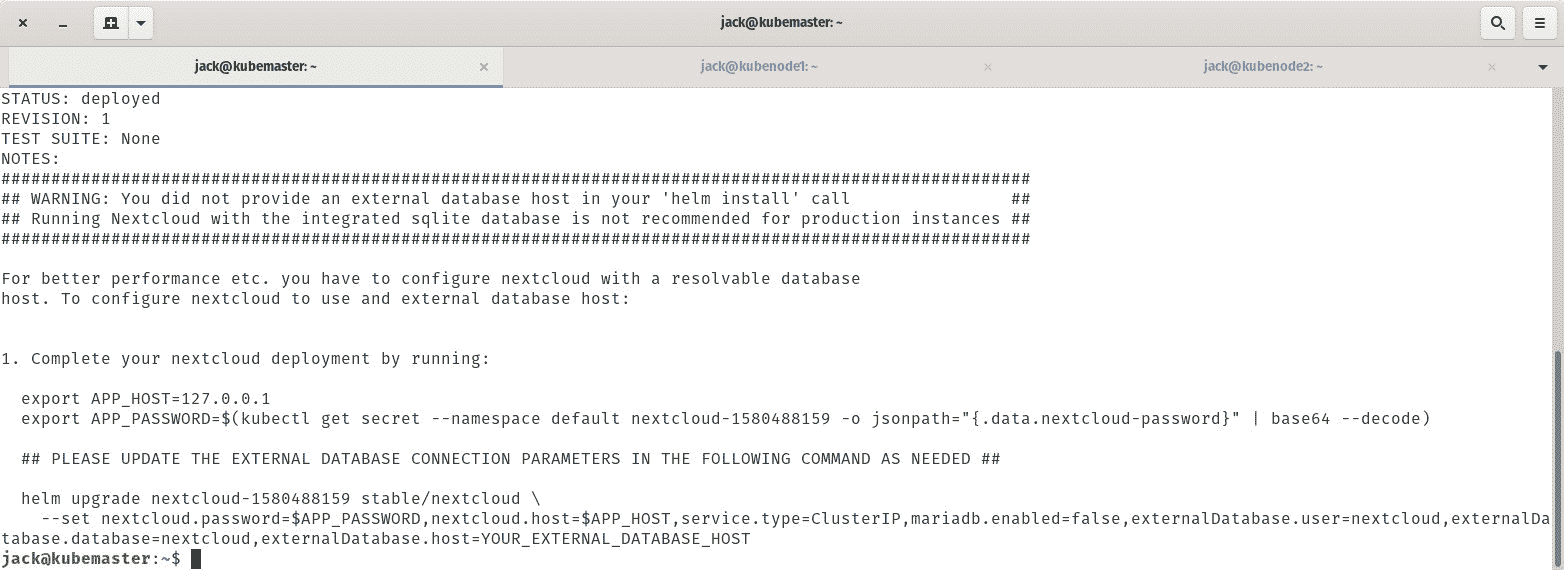 jack@kubemaster: ~
jack@kubemaster: ~
jack@kubenode1: ~
jack@kubenode2: ~
STATUS: deployed
REVISION: 1
TEST SUITE: None
NOTES:
#######################################################################################################
## WARNING: You did not provide an external database host in your 'helm install' call                ##
## Running Nextcloud with the integrated sqlite database is not recommended for production instances ##
#######################################################################################################
For better performance etc. you have to configure nextcloud with a resolvable database
host. To configure nextcloud to use and external database host:
1. Complete your nextcloud deployment by running:
  export APP_HOST=127.0.0.1
  export APP_PASSWORD=$(kubectl get secret --namespace default nextcloud-1580488159 -o jsonpath="{.data.nextcloud-password}" | base64 --decode)
  ## PLEASE UPDATE THE EXTERNAL DATABASE CONNECTION PARAMETERS IN THE FOLLOWING COMMAND AS NEEDED ##
  helm upgrade nextcloud-1580488159 stable/nextcloud \
    --set nextcloud.password=$APP_PASSWORD,nextcloud.host=$APP_HOST,service.type=ClusterIP,mariadb.enabled=false,externalDatabase.user=nextcloud,externalDa
tabase.database=nextcloud,externalDatabase.host=YOUR_EXTERNAL_DATABASE_HOST
jack@kubemaster:~$